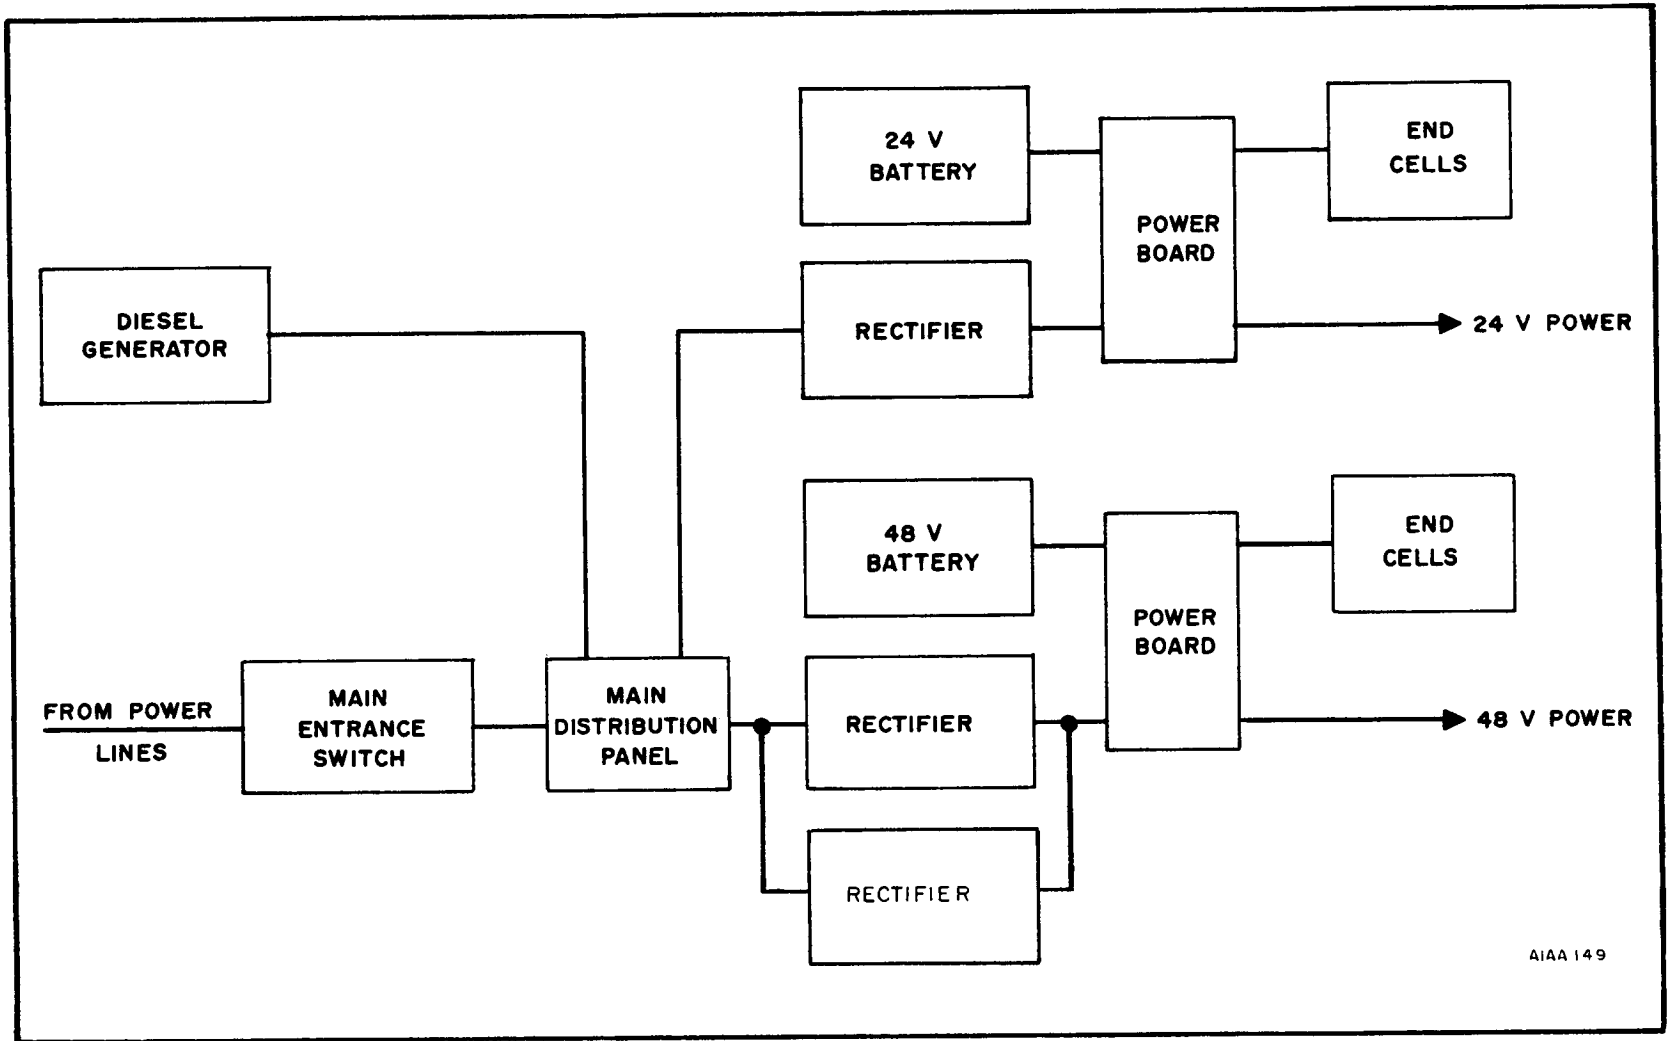 24 V
BATTERY
END
CELLS
POWER
BOARD
DIESEL
GENERATOR
RECTIFIER
24 V POWER
48 V
BATTERY
END
CELLS
POWER
BOARD
FROM POWER
LINES
MAIN
ENTRANCE
SWITCH
MAIN
DISTRIBUTION
PANEL
RECTIFIER
48 V POWER
RECTIFIER
AIAA 149